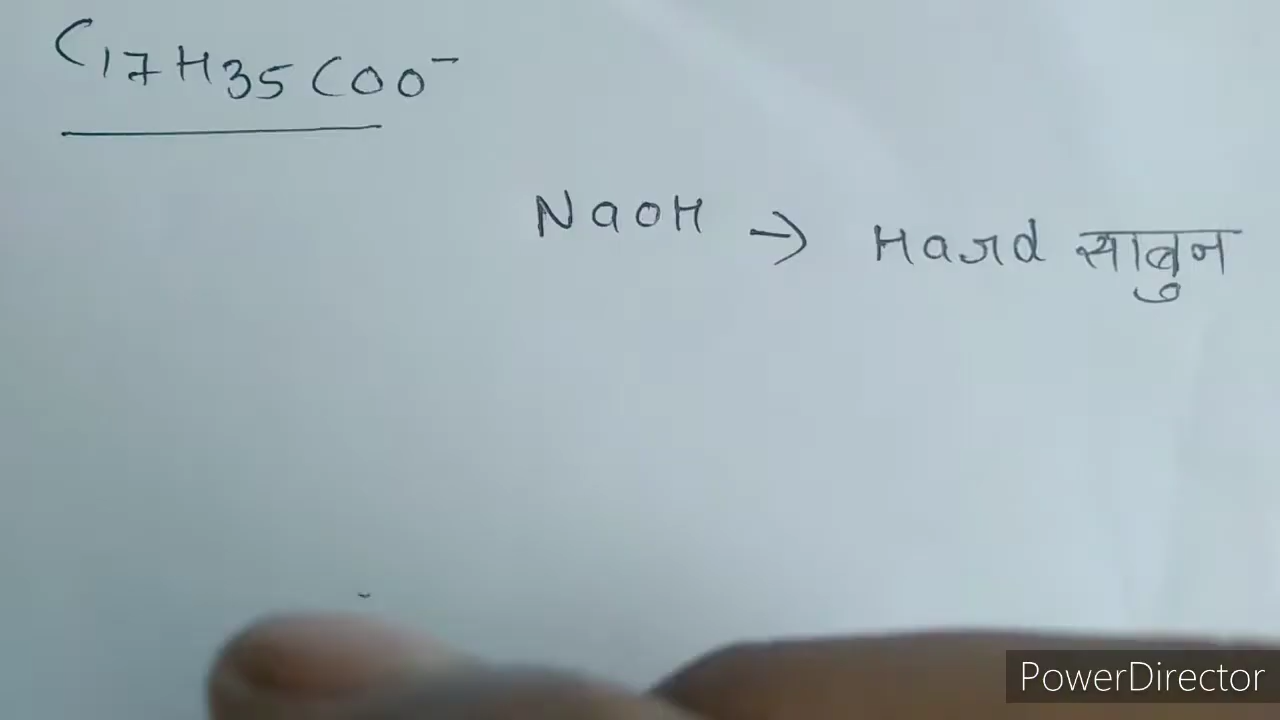 C17H35COO-
NaOH → Hard साबुन
PowerDirector